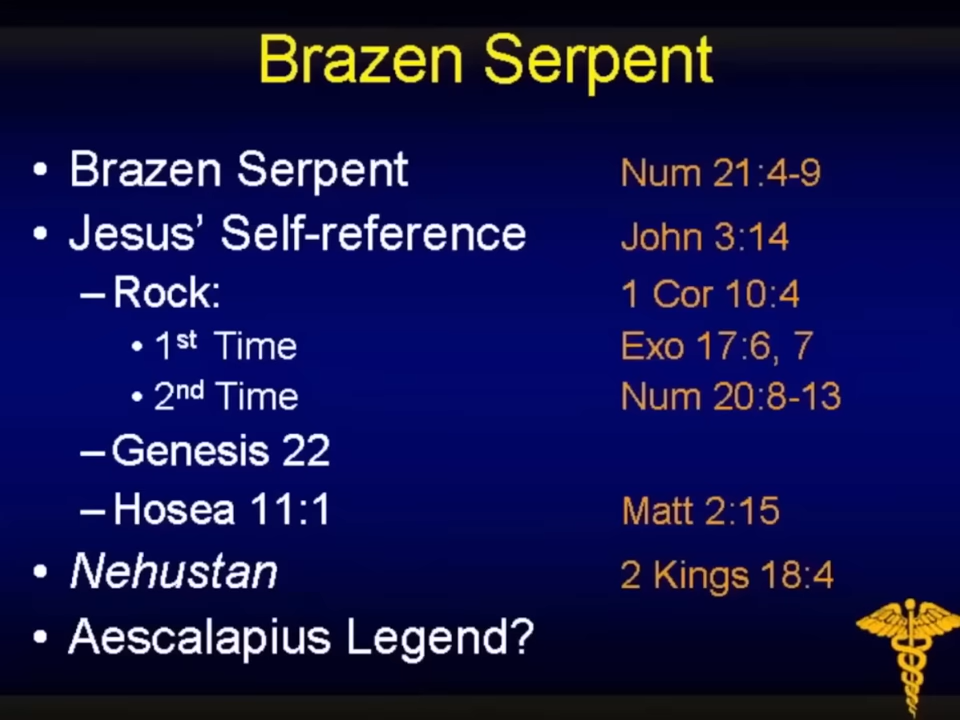 Brazen Serpent
• Brazen Serpent Num 21:4-9
• Jesus’ Self-reference John 3:14
– Rock: 1 Cor 10:4
• 1st Time Exo 17:6, 7
• 2nd Time Num 20:8-13
– Genesis 22
– Hosea 11:1 Matt 2:15
• Nehustan 2 Kings 18:4
• Aescalapius Legend?